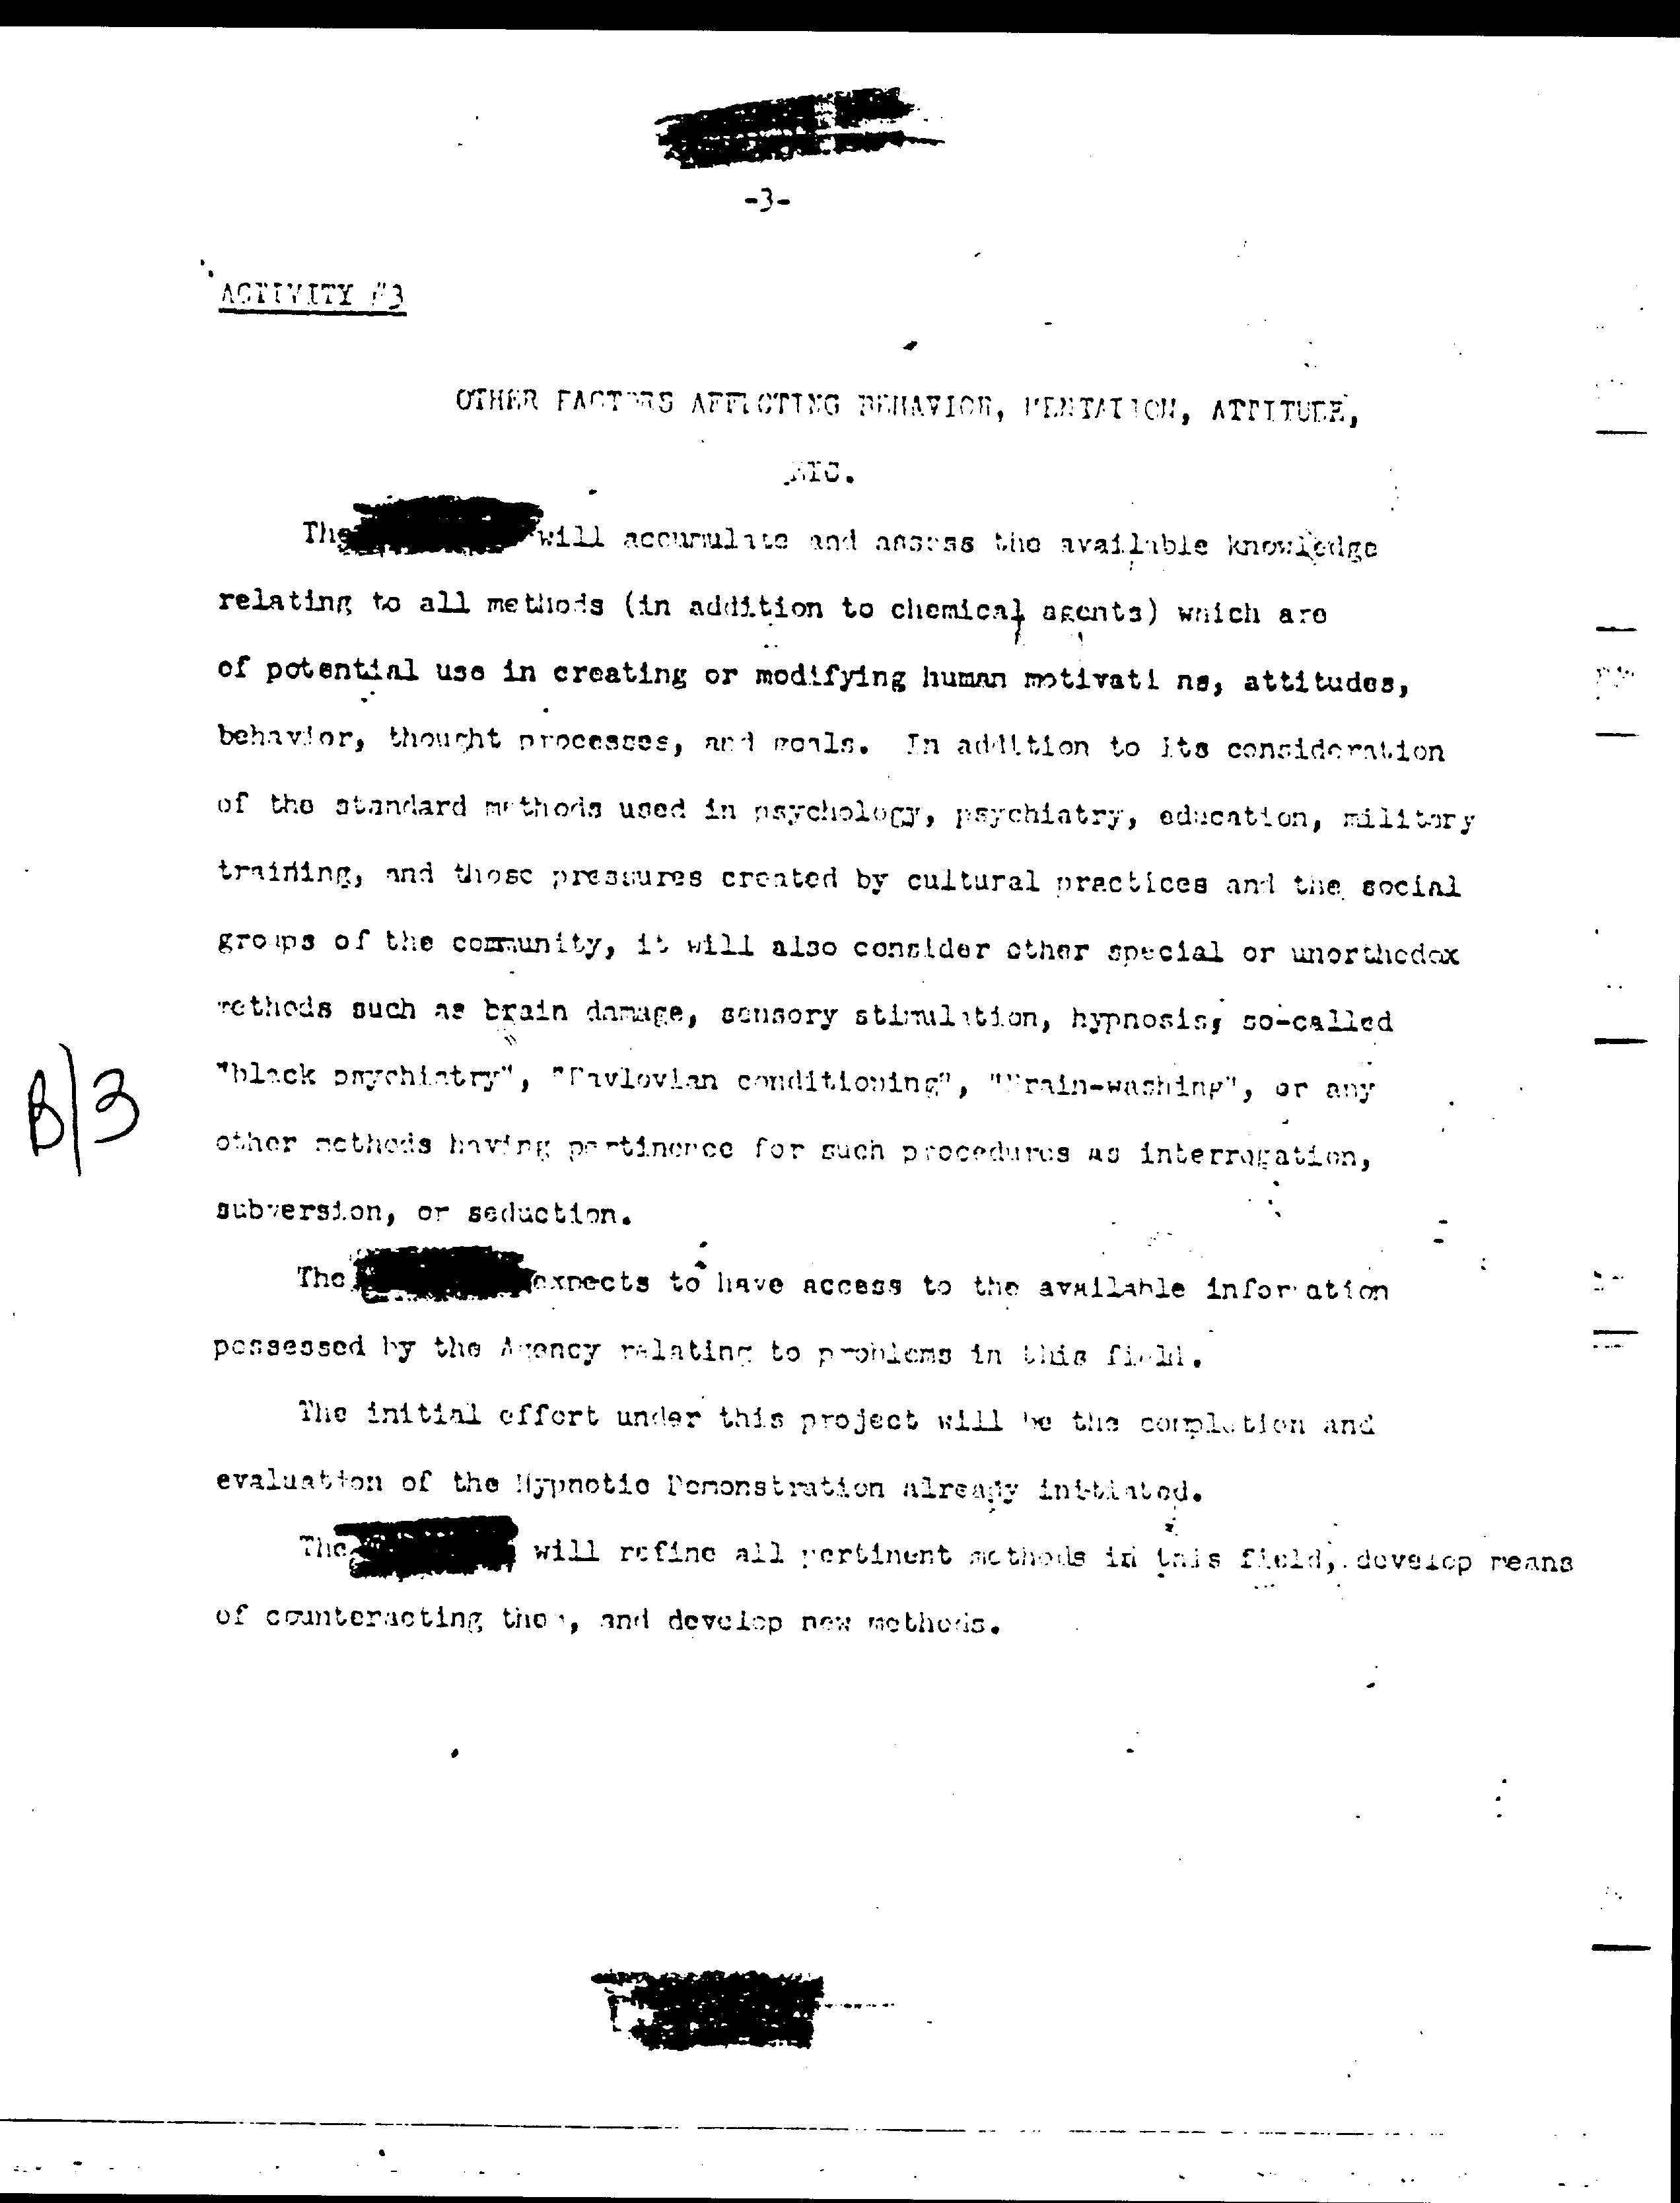 -3-
ACTIVITY #3
OTHER FACTORS AFFECTING BEHAVIOR, MENTATION, ATTITUDE,
ETC.
The will accumulate and assess the available knowledge
relating to all methods (in addition to chemical agents) which are
of potential use in creating or modifying human motivati ns, attitudes,
behavior, thought processes, and goals. In addition to its consideration
of the standard methods used in psychology, psychiatry, education, military
training, and those pressures created by cultural practices and the social
groups of the community, it will also consider other special or unorthodox
methods such as brain damage, sensory stimulation, hypnosis, so-called
"black psychiatry", "Pavlovian conditioning", "Brain-washing", or any
other methods having pertinence for such procedures as interrogation,
subversion, or seduction.
The expects to have access to the available information
possessed by the Agency relating to problems in this field.
The initial effort under this project will be the completion and
evaluation of the Hypnotic Demonstration already initiated.
The will refine all pertinent methods in this field, develop means
of counteracting them, and develop new methods.
B/3